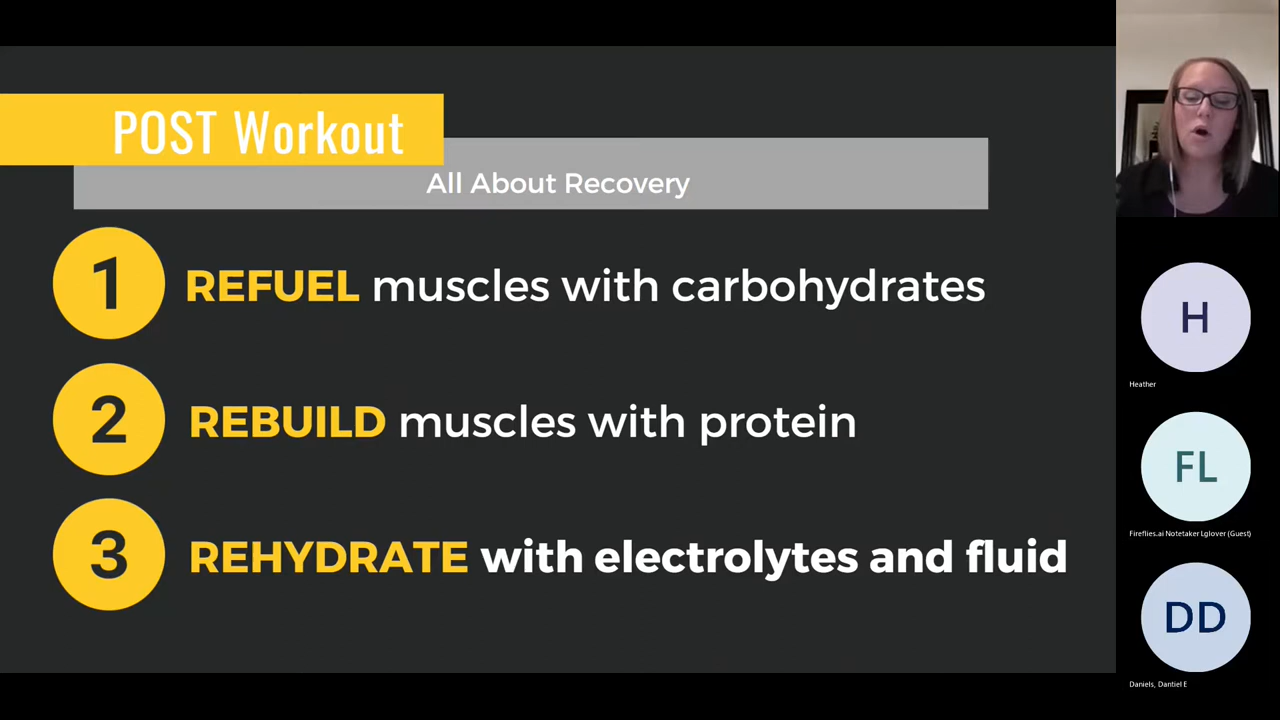 POST Workout
All About Recovery
1 REFUEL muscles with carbohydrates
2 REBUILD muscles with protein
3 REHYDRATE with electrolytes and fluid
H
Heather
FL
Fireflies.ai Notetaker Lglover (Guest)
DD
Daniels, Dantiel E